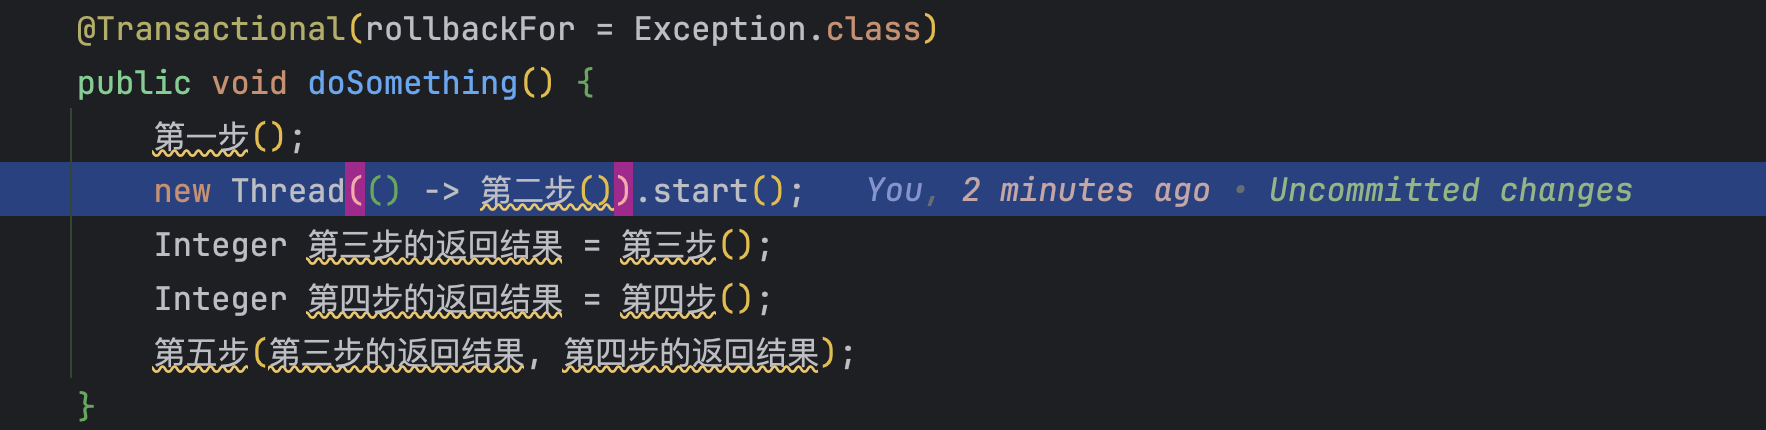 @Transactional(rollbackFor = Exception.class)
public void doSomething() {
第一步();
new Thread(() -> 第二步()).start(); You, 2 minutes ago • Uncommitted changes
Integer 第三步的返回结果 = 第三步();
Integer 第四步的返回结果 = 第四步();
第五步(第三步的返回结果, 第四步的返回结果);
}